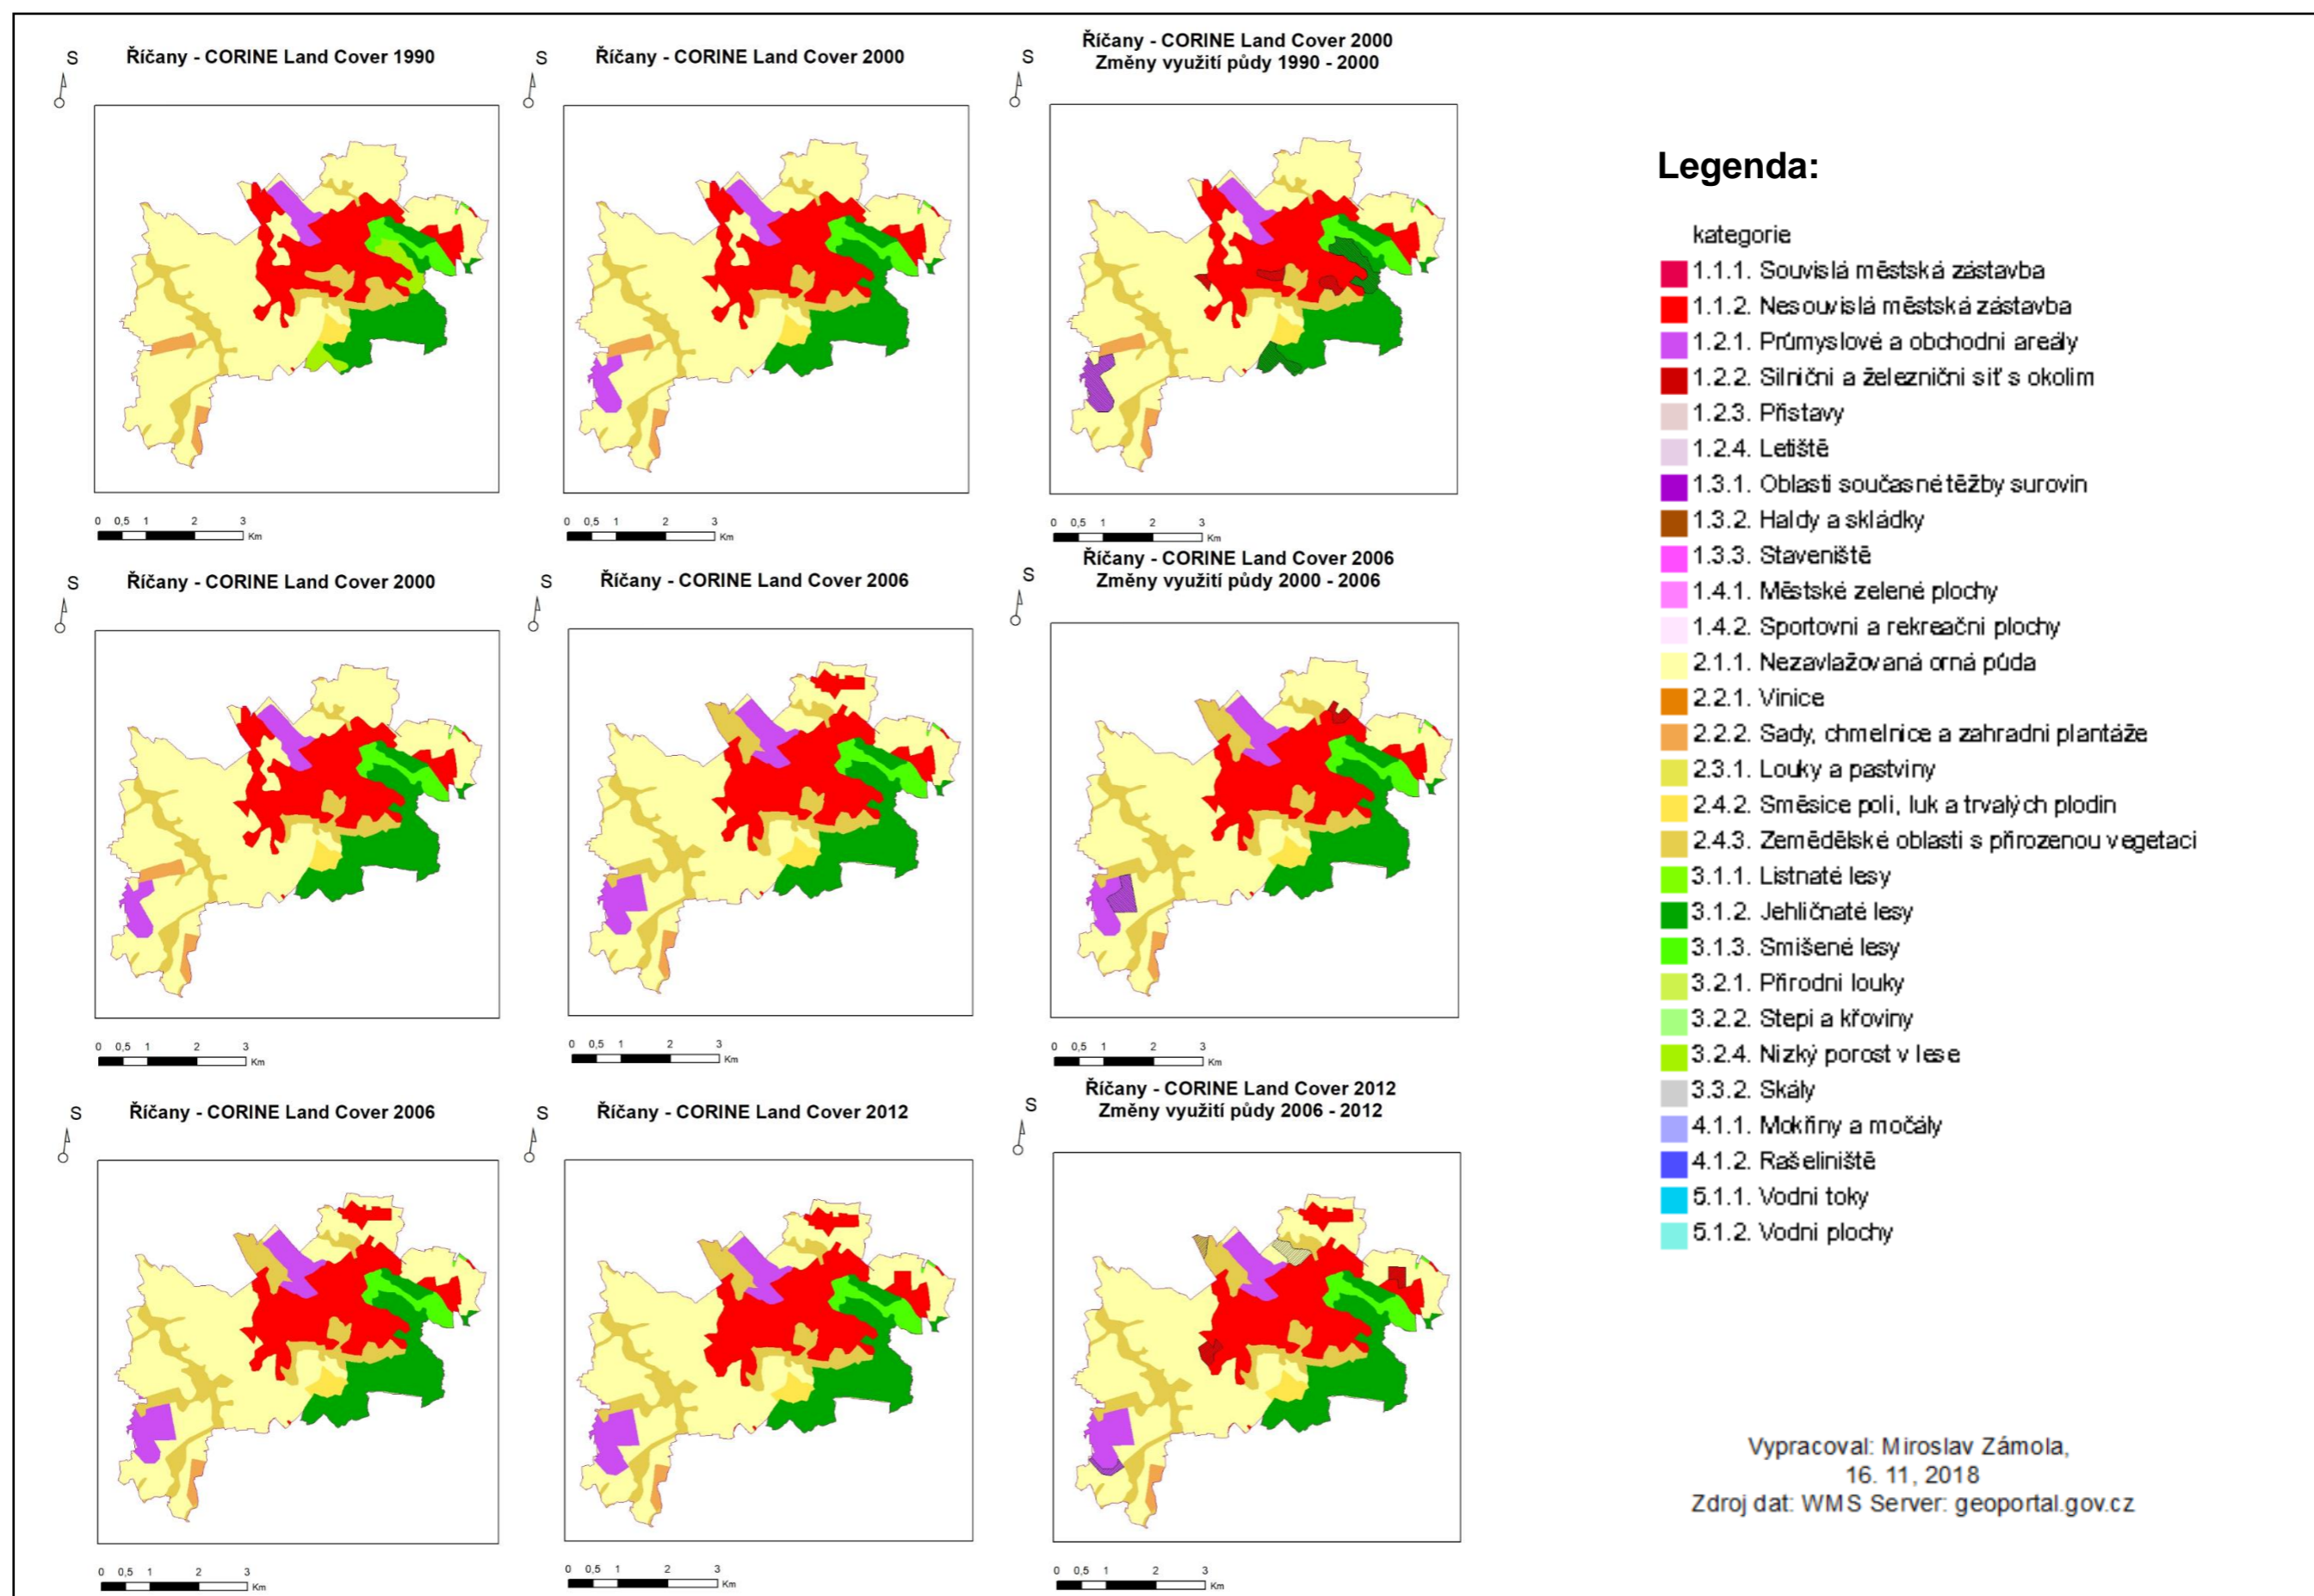 S
Říčany - CORINE Land Cover 1990
0 0,5 1 2 3
Km
S
Říčany - CORINE Land Cover 2000
0 0,5 1 2 3
Km
S
Říčany - CORINE Land Cover 2000
Změny využití půdy 1990 - 2000
0 0,5 1 2 3
Km
S
Říčany - CORINE Land Cover 2000
0 0,5 1 2 3
Km
S
Říčany - CORINE Land Cover 2006
0 0,5 1 2 3
Km
S
Říčany - CORINE Land Cover 2006
Změny využití půdy 2000 - 2006
0 0,5 1 2 3
Km
S
Říčany - CORINE Land Cover 2006
0 0,5 1 2 3
Km
S
Říčany - CORINE Land Cover 2012
0 0,5 1 2 3
Km
S
Říčany - CORINE Land Cover 2012
Změny využití půdy 2006 - 2012
0 0,5 1 2 3
Km
Legenda:
kategorie
1.1.1. Souvislá městská zástavba
1.1.2. Nesouvislá městská zástavba
1.2.1. Průmyslové a obchodní areály
1.2.2. Silniční a železniční síť s okolím
1.2.3. Přístavy
1.2.4. Letiště
1.3.1. Oblasti současné těžby surovin
1.3.2. Haldy a skládky
1.3.3. Staveniště
1.4.1. Městské zelené plochy
1.4.2. Sportovní a rekreační plochy
2.1.1. Nezavlažovaná orná půda
2.2.1. Vinice
2.2.2. Sady, chmelnice a zahradní plantáže
2.3.1. Louky a pastviny
2.4.2. Směsice polí, luk a trvalých plodin
2.4.3. Zemědělské oblasti s přirozenou vegetací
3.1.1. Listnaté lesy
3.1.2. Jehličnaté lesy
3.1.3. Smíšené lesy
3.2.1. Přírodní louky
3.2.2. Stepi a křoviny
3.2.4. Nízký porost v lese
3.3.2. Skály
4.1.1. Mokřiny a močály
4.1.2. Rašeliniště
5.1.1. Vodní toky
5.1.2. Vodní plochy
Vypracoval: Miroslav Zámola,
16. 11, 2018
Zdroj dat: WMS Server: geoportal.gov.cz